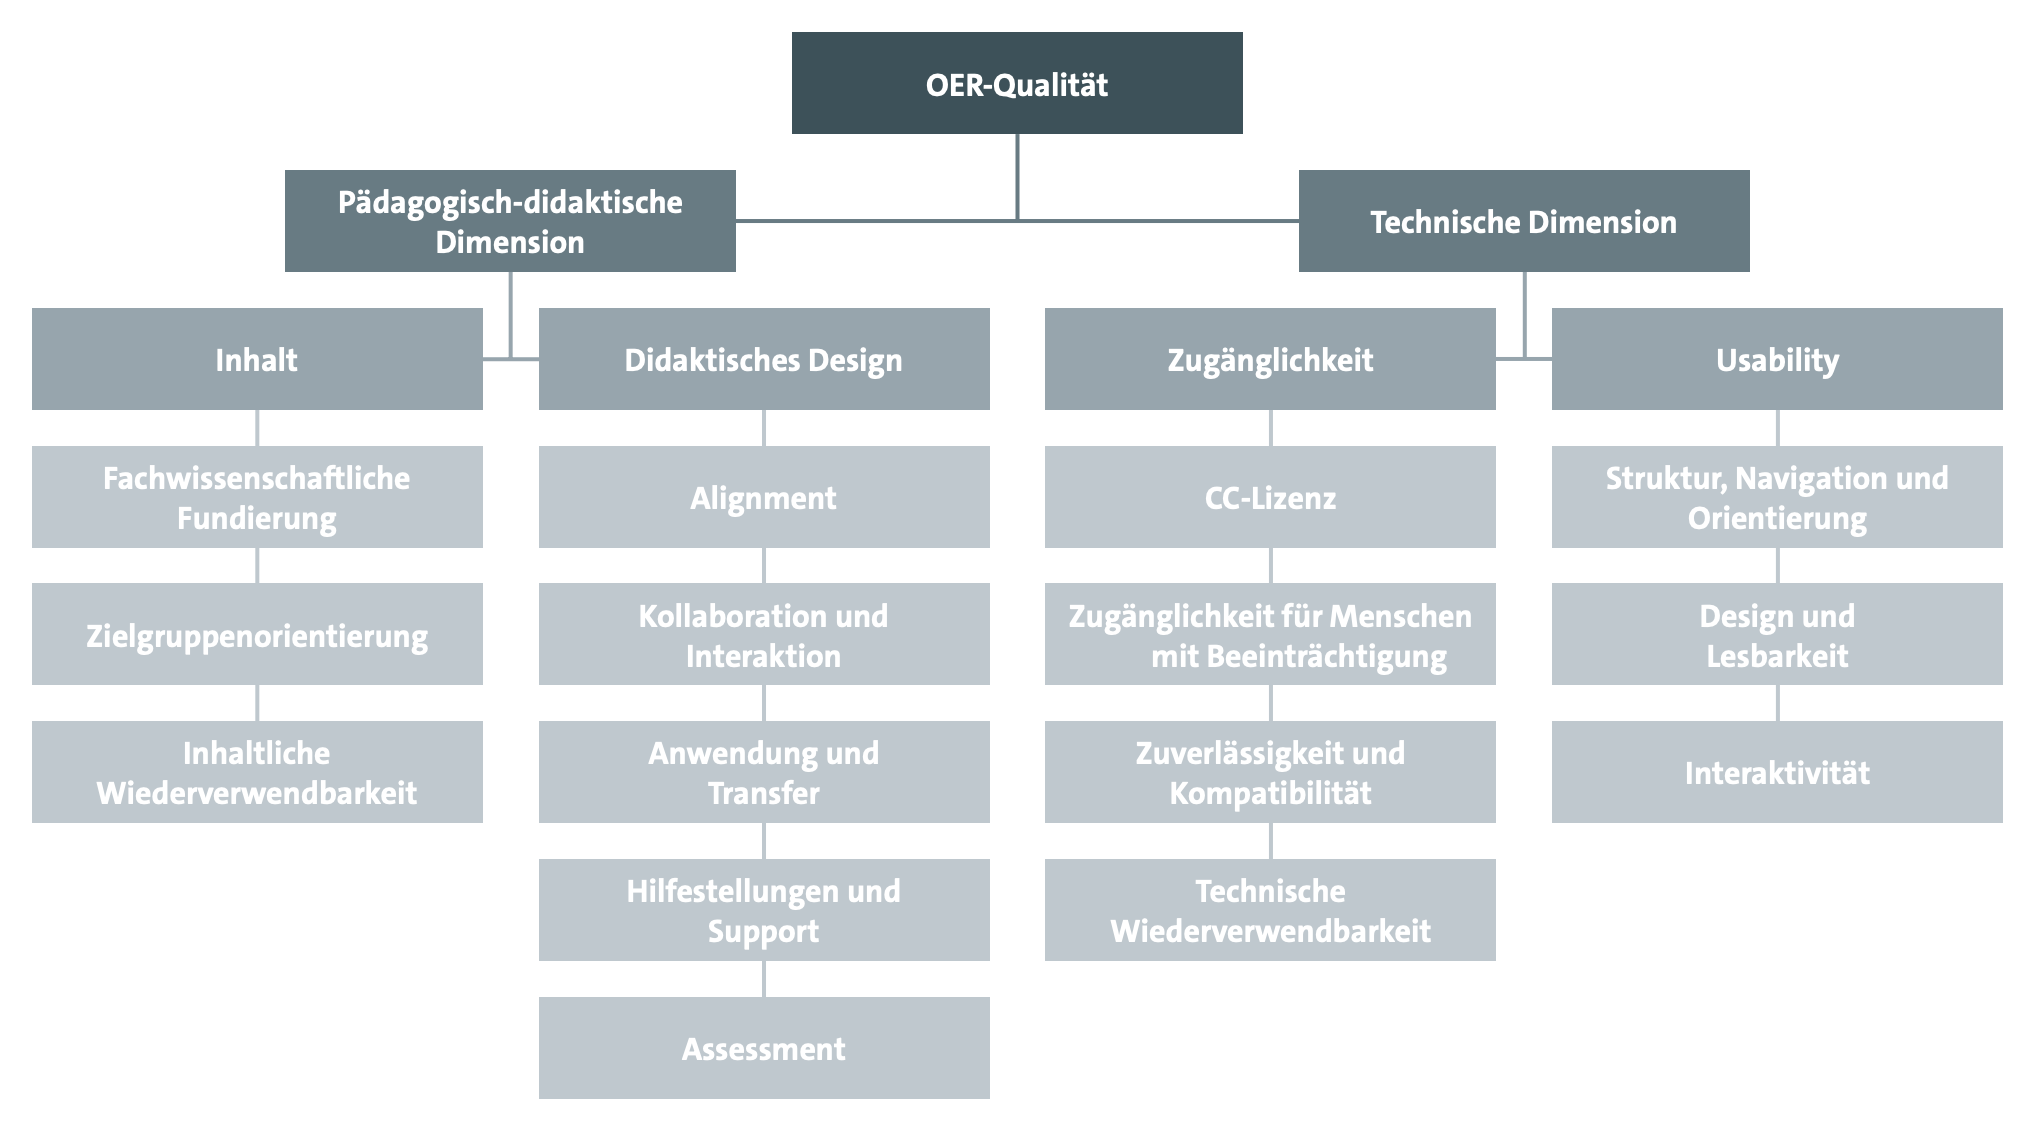 OER-Qualität
Pädagogisch-didaktische
Dimension
Technische Dimension
Inhalt
Didaktisches Design
Zugänglichkeit
Usability
Fachwissenschaftliche
Fundierung
Alignment
CC-Lizenz
Struktur, Navigation und
Orientierung
Zielgruppenorientierung
Kollaboration und
Interaktion
Zugänglichkeit für Menschen
mit Beeinträchtigung
Design und
Lesbarkeit
Inhaltliche
Wiederverwendbarkeit
Anwendung und
Transfer
Zuverlässigkeit und
Kompatibilität
Interaktivität
Hilfestellungen und
Support
Technische
Wiederverwendbarkeit
Assessment